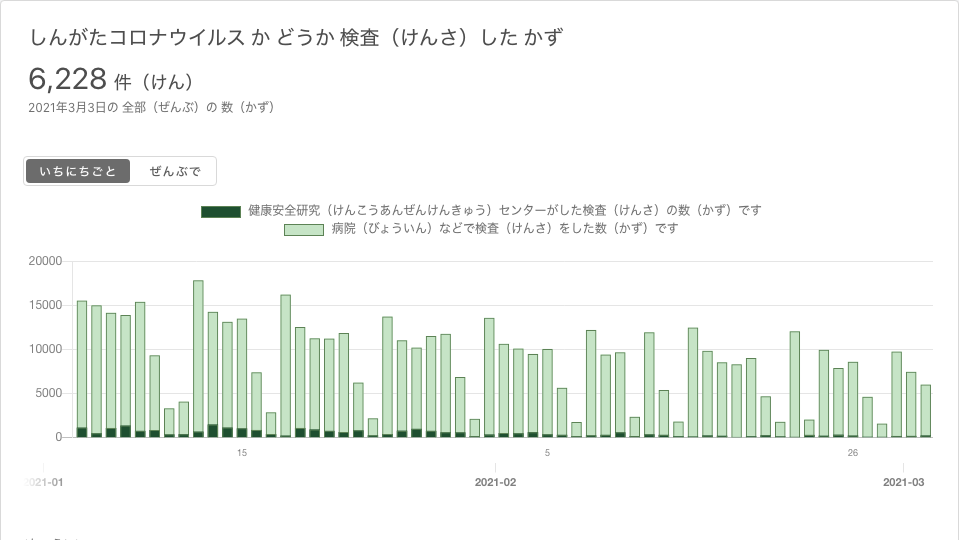 しんがたコロナウイルス か どうか 検査（けんさ）した かず
6,228 件（けん）
2021年3月3日の 全部（ぜんぶ）の 数（かず）
いちにちごと ぜんぶで
健康安全研究（けんこうあんぜんけんきゅう）センターがした検査（けんさ）の数（かず）です
病院（びょういん）などで検査（けんさ）をした数（かず）です
20000
15000
10000
5000
0
15 5 26
2021-01 2021-02 2021-03